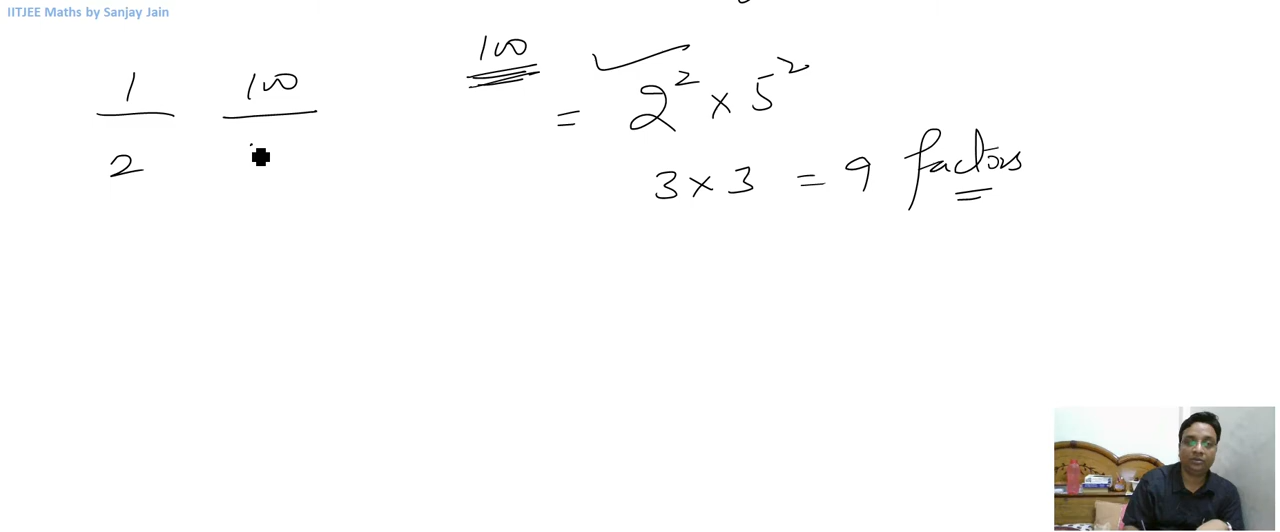 IITJEE Maths by Sanjay Jain
100
1 100
= 2² × 5²
2
3 × 3 = 9 factors